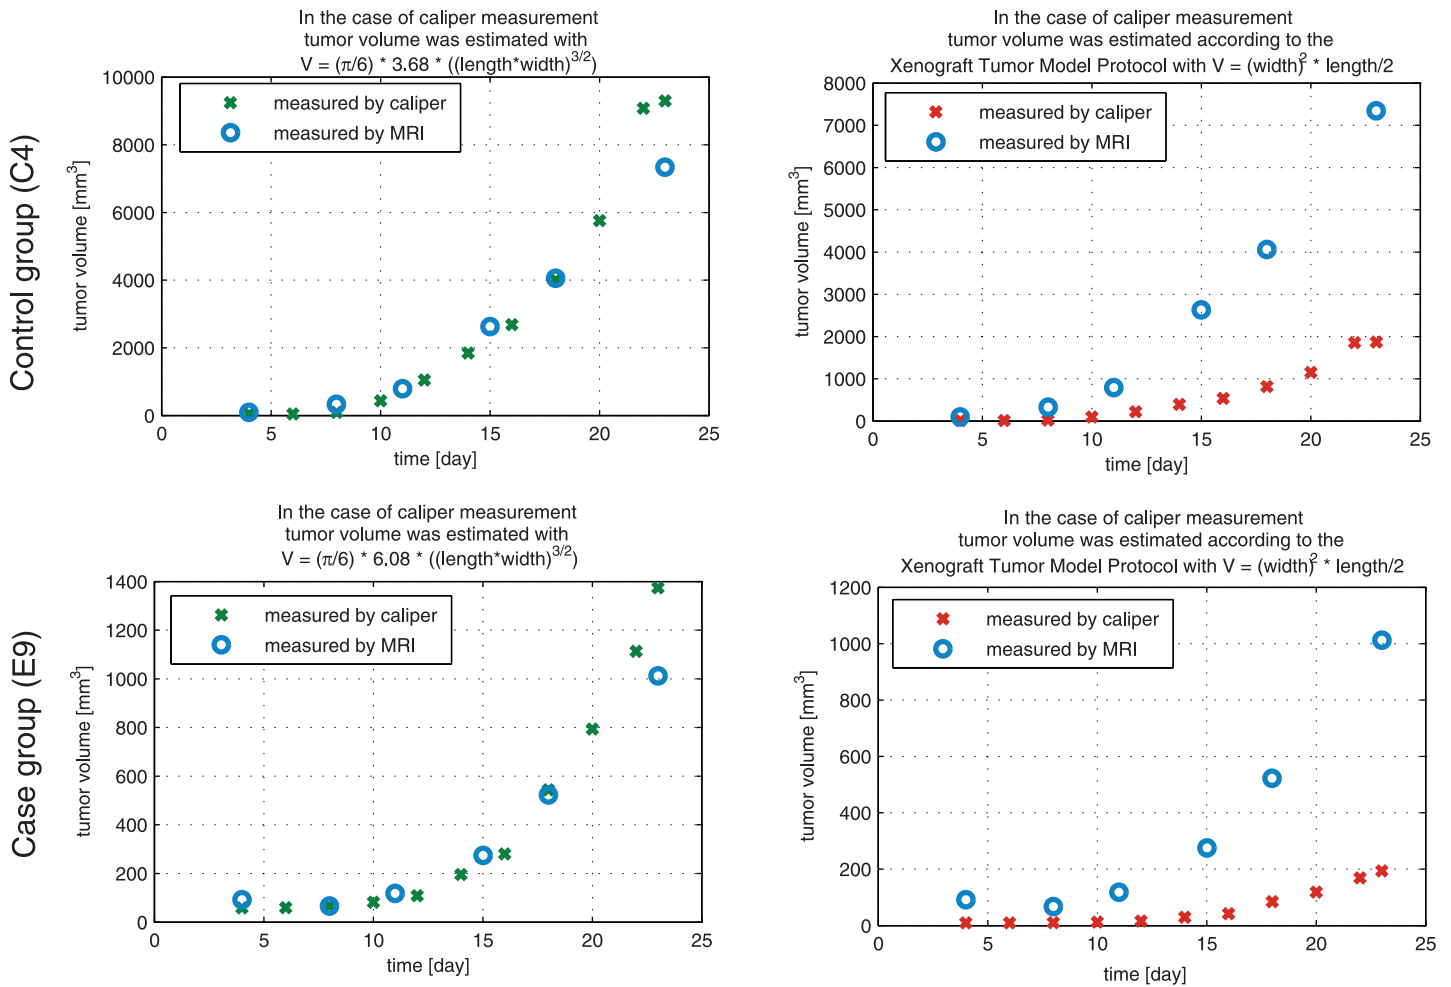 Control group (C4)
In the case of caliper measurement
tumor volume was estimated with
V = (π/6) * 3.68 * ((length*width)^3/2)
10000
8000
6000
4000
2000
0
tumor volume [mm³]
measured by caliper
measured by MRI
0 5 10 15 20 25
time [day]
In the case of caliper measurement
tumor volume was estimated according to the
Xenograft Tumor Model Protocol with V = (width)² * length/2
8000
7000
6000
5000
4000
3000
2000
1000
0
tumor volume [mm³]
measured by caliper
measured by MRI
0 5 10 15 20 25
time [day]
Case group (E9)
In the case of caliper measurement
tumor volume was estimated with
V = (π/6) * 6.08 * ((length*width)^3/2)
1400
1200
1000
800
600
400
200
0
tumor volume [mm³]
measured by caliper
measured by MRI
0 5 10 15 20 25
time [day]
In the case of caliper measurement
tumor volume was estimated according to the
Xenograft Tumor Model Protocol with V = (width)² * length/2
1200
1000
800
600
400
200
0
tumor volume [mm³]
measured by caliper
measured by MRI
0 5 10 15 20 25
time [day]